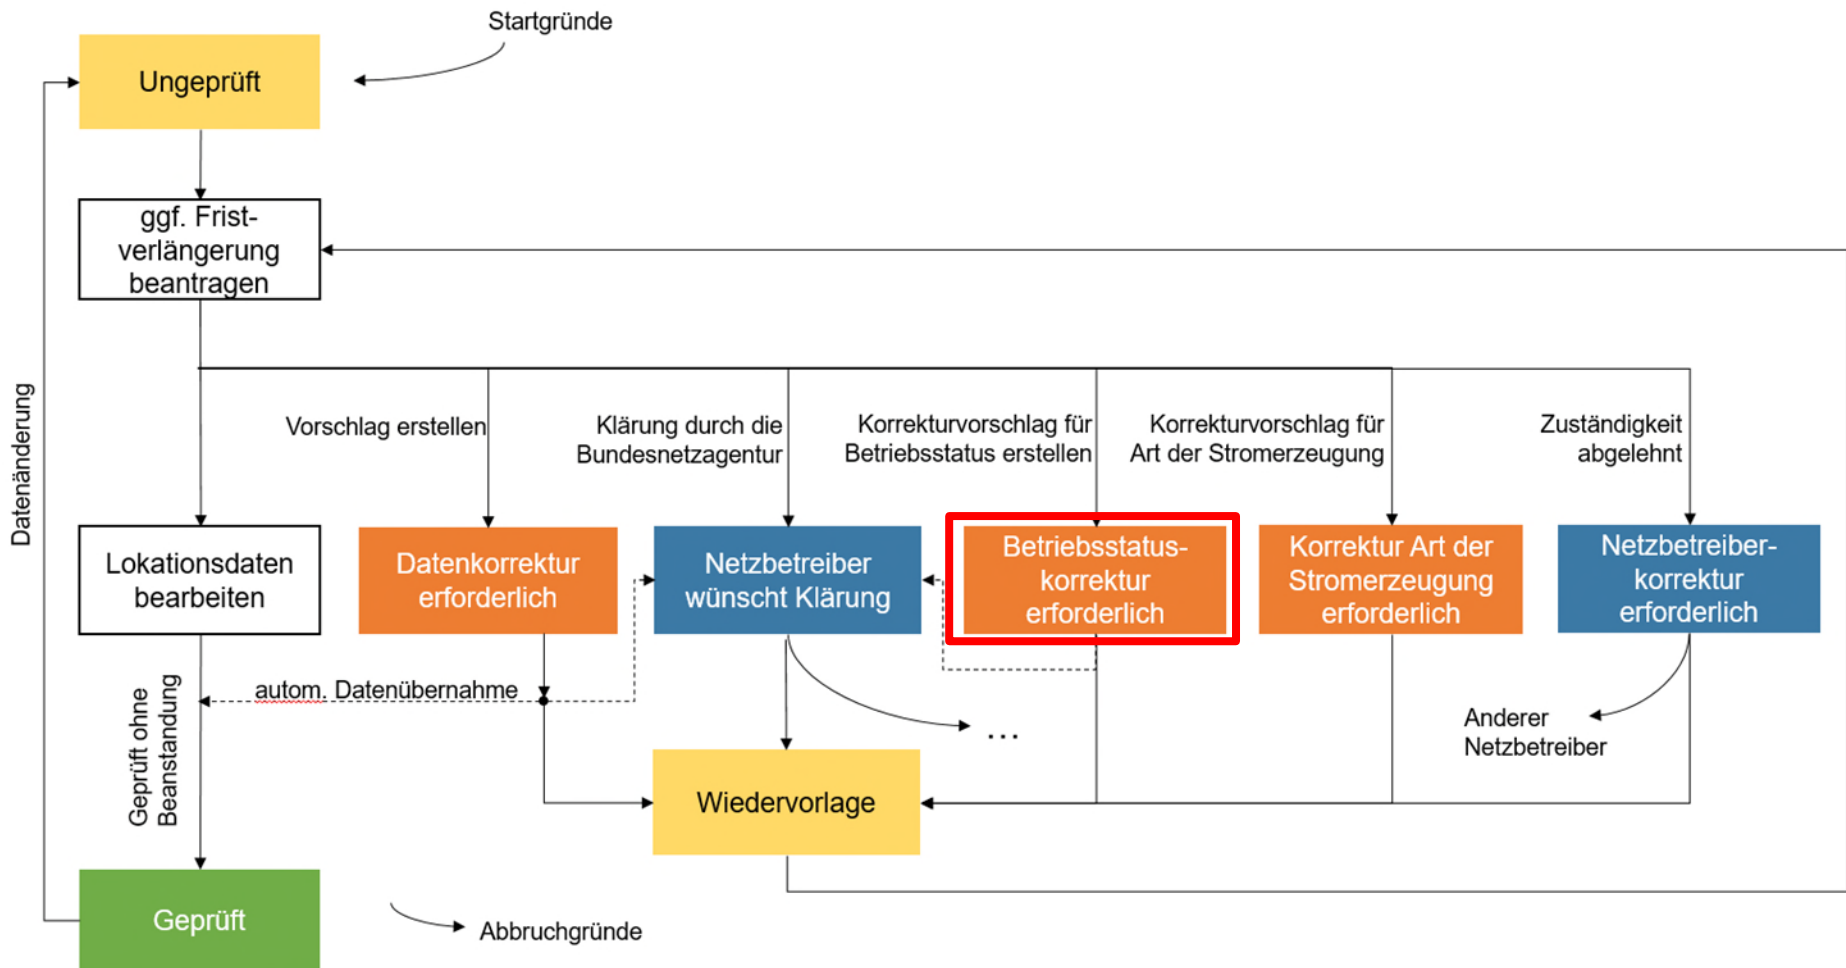 Startgründe
Ungeprüft
ggf. Frist-
verlängerung
beantragen
Datenänderung
Vorschlag erstellen
Klärung durch die
Bundesnetzagentur
Korrekturvorschlag für
Betriebsstatus erstellen
Korrekturvorschlag für
Art der Stromerzeugung
Zuständigkeit
abgelehnt
Lokationsdaten
bearbeiten
Datenkorrektur
erforderlich
Netzbetreiber
wünscht Klärung
Betriebsstatus-
korrektur
erforderlich
Korrektur Art der
Stromerzeugung
erforderlich
Netzbetreiber-
korrektur
erforderlich
autom. Datenübernahme
Geprüft ohne
Beanstandung
...
Anderer
Netzbetreiber
Wiedervorlage
Geprüft
Abbruchgründe